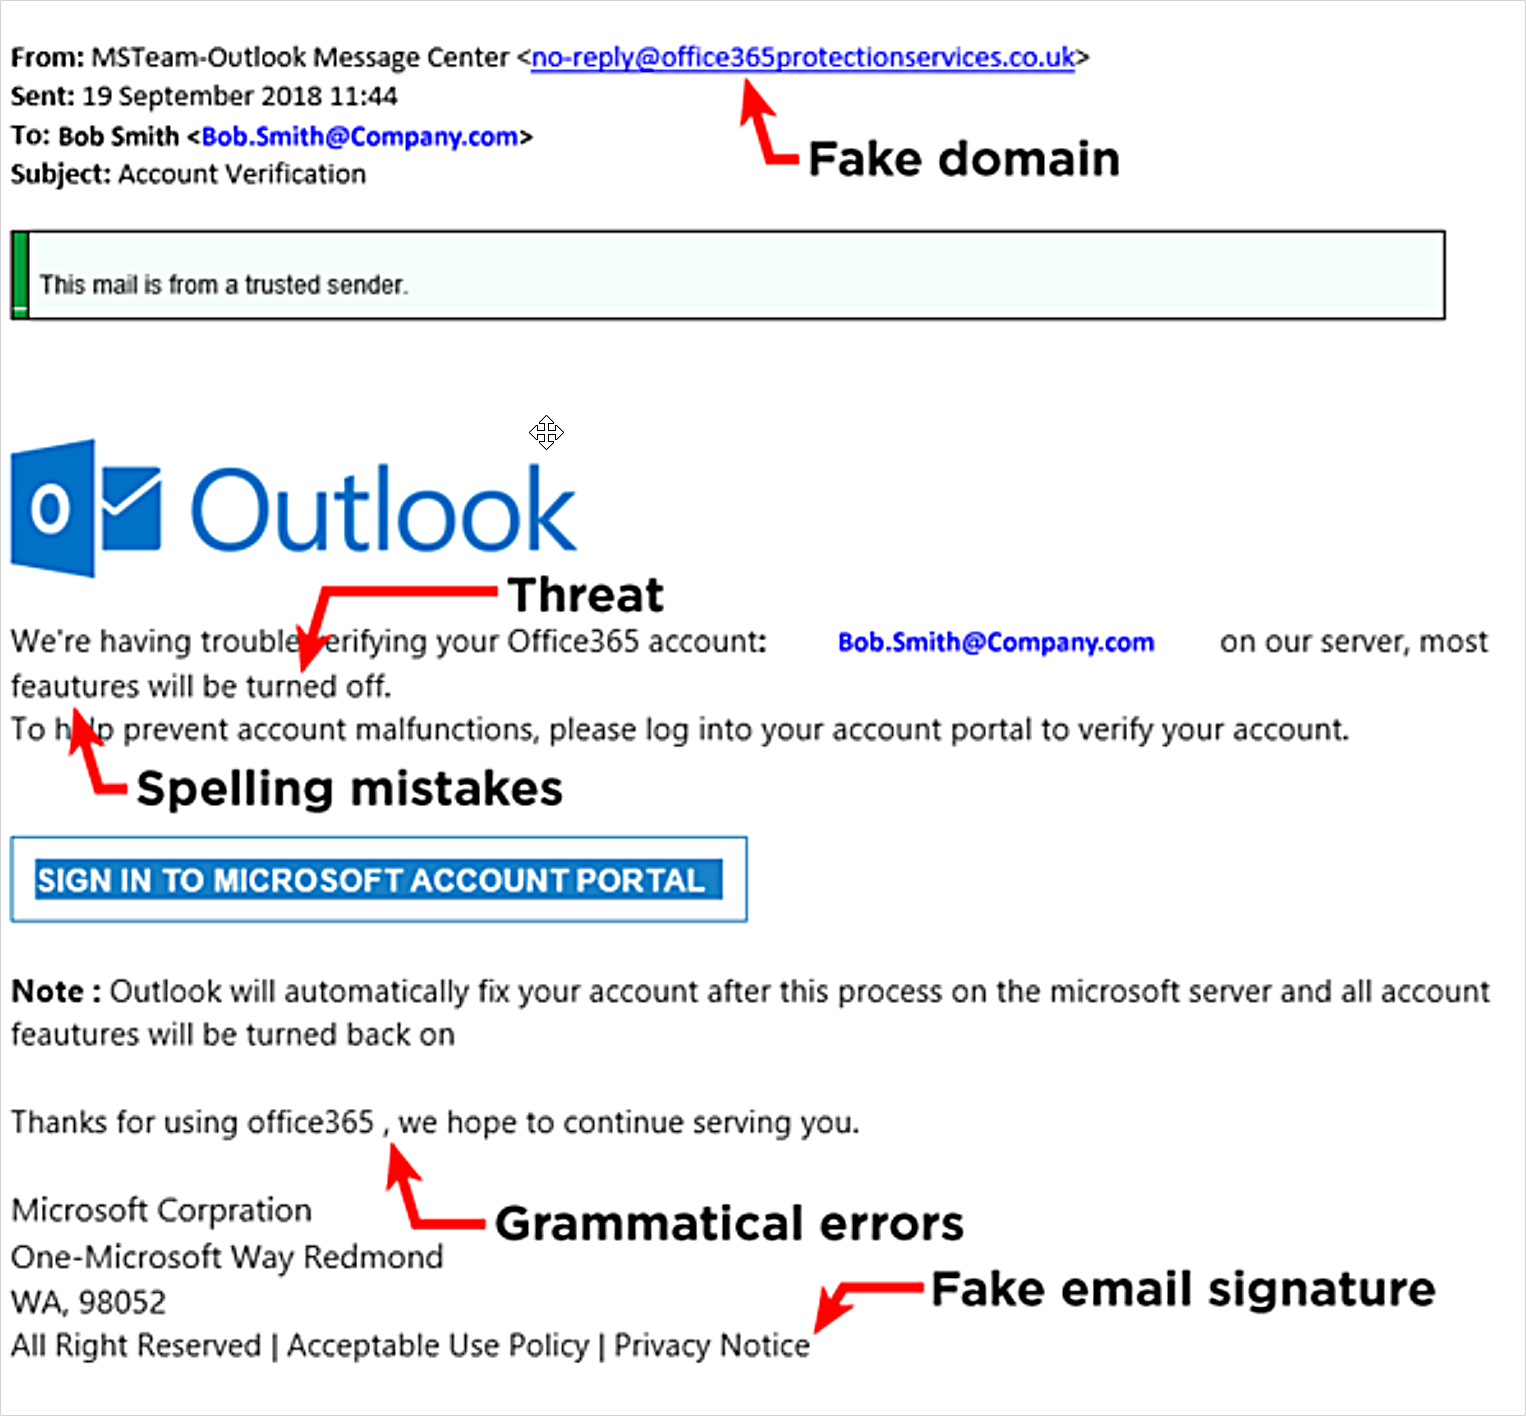 From: MSTeam-Outlook Message Center <no-reply@office365protectionservices.co.uk>
Sent: 19 September 2018 11:44
To: Bob Smith <Bob.Smith@Company.com>
Fake domain
Subject: Account Verification
This mail is from a trusted sender.
Outlook
Threat
We're having trouble verifying your Office365 account: Bob.Smith@Company.com on our server, most
feautures will be turned off.
To help prevent account malfunctions, please log into your account portal to verify your account.
Spelling mistakes
SIGN IN TO MICROSOFT ACCOUNT PORTAL
Note : Outlook will automatically fix your account after this process on the microsoft server and all account
feautures will be turned back on
Thanks for using office365 , we hope to continue serving you.
Microsoft Corpration
Grammatical errors
One-Microsoft Way Redmond
Fake email signature
WA, 98052
All Right Reserved | Acceptable Use Policy | Privacy Notice